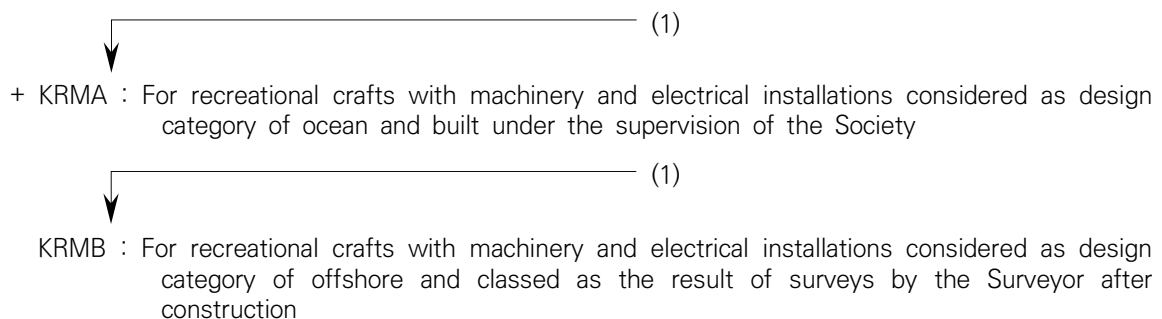 (1)
+ KRMA : For recreational crafts with machinery and electrical installations considered as design
category of ocean and built under the supervision of the Society
(1)
KRMB : For recreational crafts with machinery and electrical installations considered as design
category of offshore and classed as the result of surveys by the Surveyor after
construction